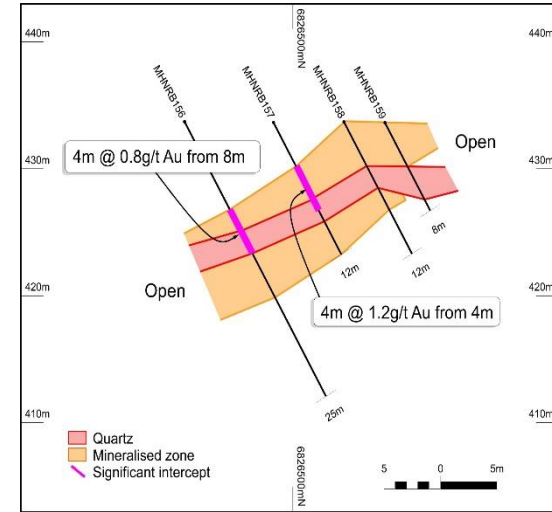 440m
6826500mN
440m
MHNRB156
MHNRB157
MHNRB158
MHNRB159
4m @ 0.8g/t Au from 8m
Open
430m
430m
8m
12m
12m
Open
420m
420m
4m @ 1.2g/t Au from 4m
25m
410m
410m
Quartz
Mineralised zone
Significant intercept
6826500mN
5
0
5m